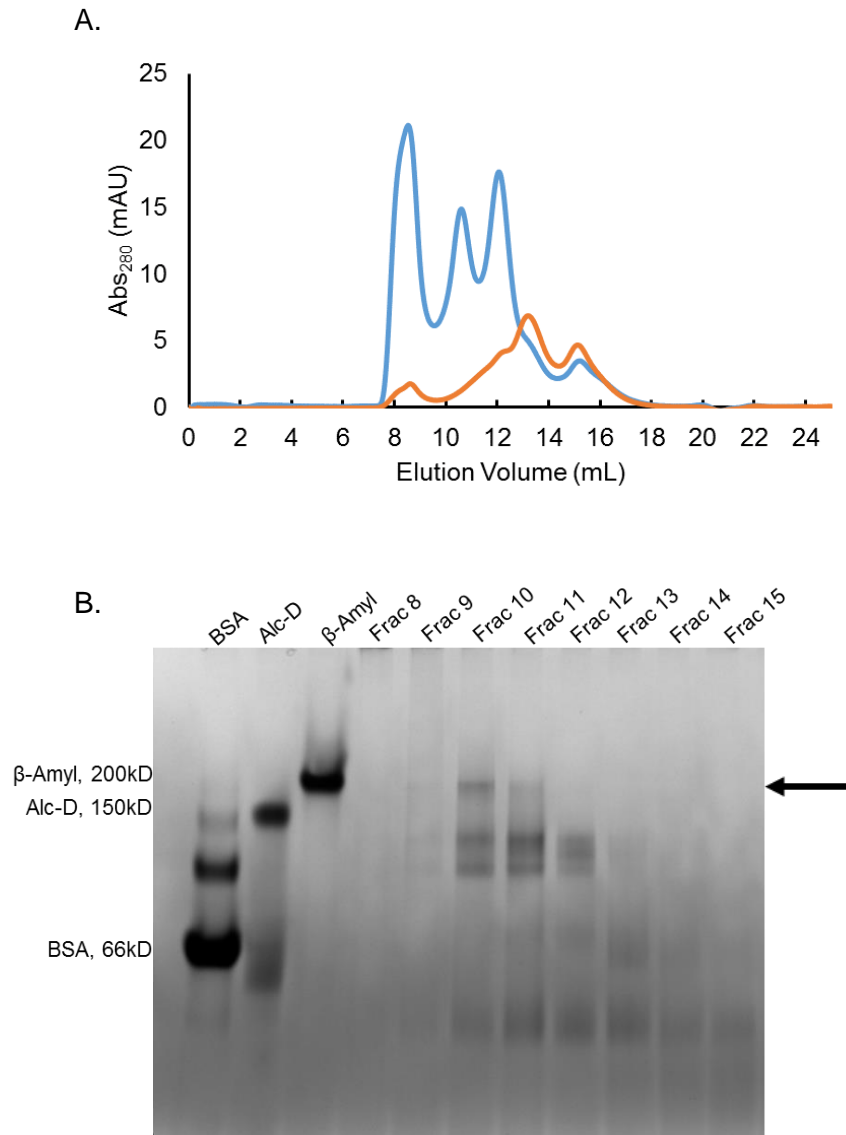 A.
25
20
15
10
5
0
Abs280 (mAU)
0 2 4 6 8 10 12 14 16 18 20 22 24
Elution Volume (mL)
B.
BSA Alc-D β-Amyl Frac 8 Frac 9 Frac 10 Frac 11 Frac 12 Frac 13 Frac 14 Frac 15
β-Amyl, 200kD
Alc-D, 150kD
BSA, 66kD